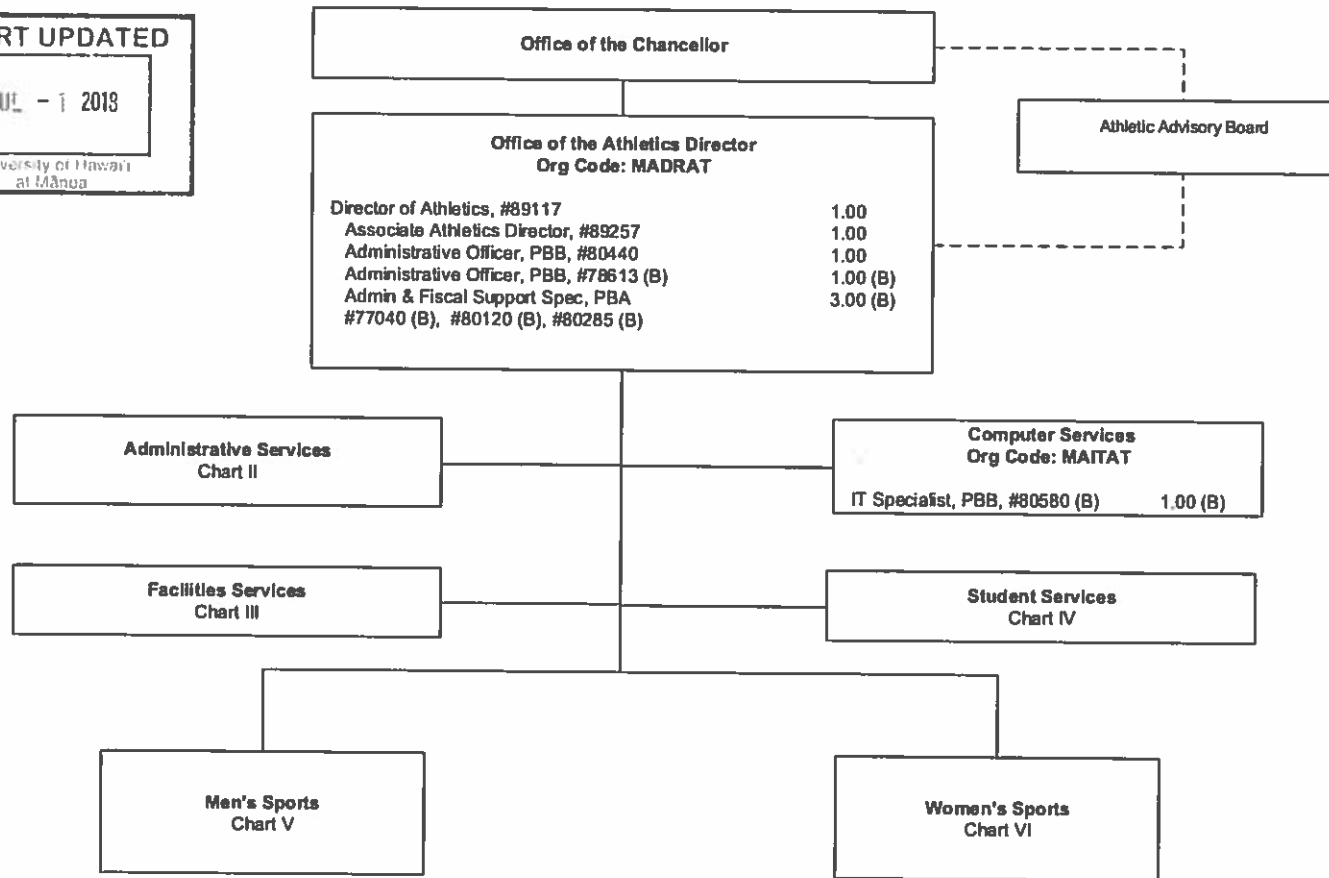 RT UPDATED
- 1 2018
at Mānoa
Office of the Chancellor
Athletic Advisory Board
Office of the Athletics Director
Org Code: MADRAT
Director of Athletics, #89117 1.00
Associate Athletics Director, #89257 1.00
Administrative Officer, PBB, #80440 1.00
Administrative Officer, PBB, #78613 (B) 1.00 (B)
Admin & Fiscal Support Spec, PBA 3.00 (B)
#77040 (B), #80120 (B), #80285 (B)
Administrative Services
Chart II
Computer Services
Org Code: MAITAT
IT Specialist, PBB, #80580 (B) 1.00 (B)
Facilities Services
Chart III
Student Services
Chart IV
Men's Sports
Chart V
Women's Sports
Chart VI